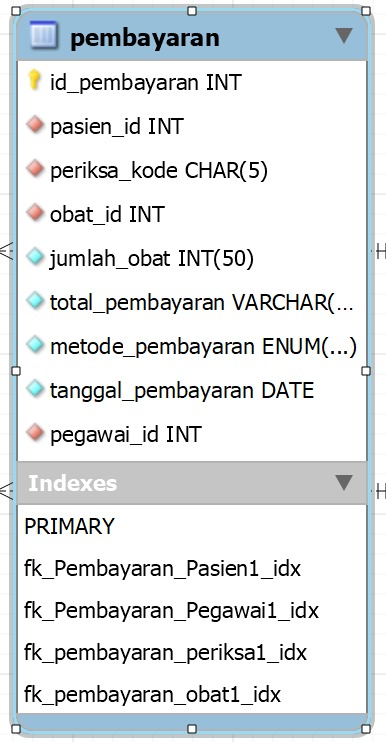 pembayaran
id_pembayaran INT
pasien_id INT
periksa_kode CHAR(5)
obat_id INT
jumlah_obat INT(50)
total_pembayaran VARCHAR(...
metode_pembayaran ENUM(...)
tanggal_pembayaran DATE
pegawai_id INT
Indexes
PRIMARY
fk_Pembayaran_Pasien1_idx
fk_Pembayaran_Pegawai1_idx
fk_pembayaran_periksa1_idx
fk_pembayaran_obat1_idx